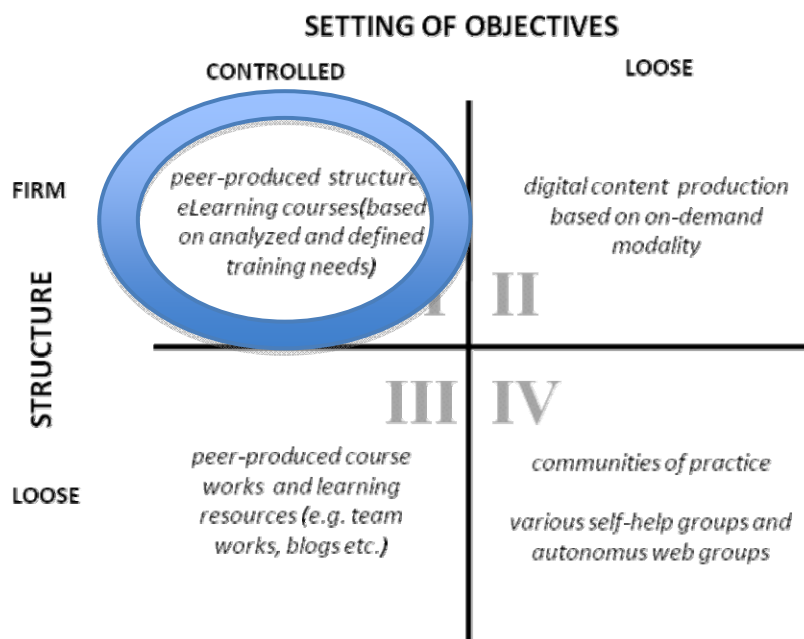 SETTING OF OBJECTIVES
CONTROLLED
LOOSE
FIRM
peer-produced structure
eLearning courses(based
on analyzed and defined
training needs)
digital content production
based on on-demand
modality
I
II
STRUCTURE
III
IV
LOOSE
peer-produced course
works and learning
resources (e.g. team
works, blogs etc.)
communities of practice
various self-help groups and
autonomus web groups